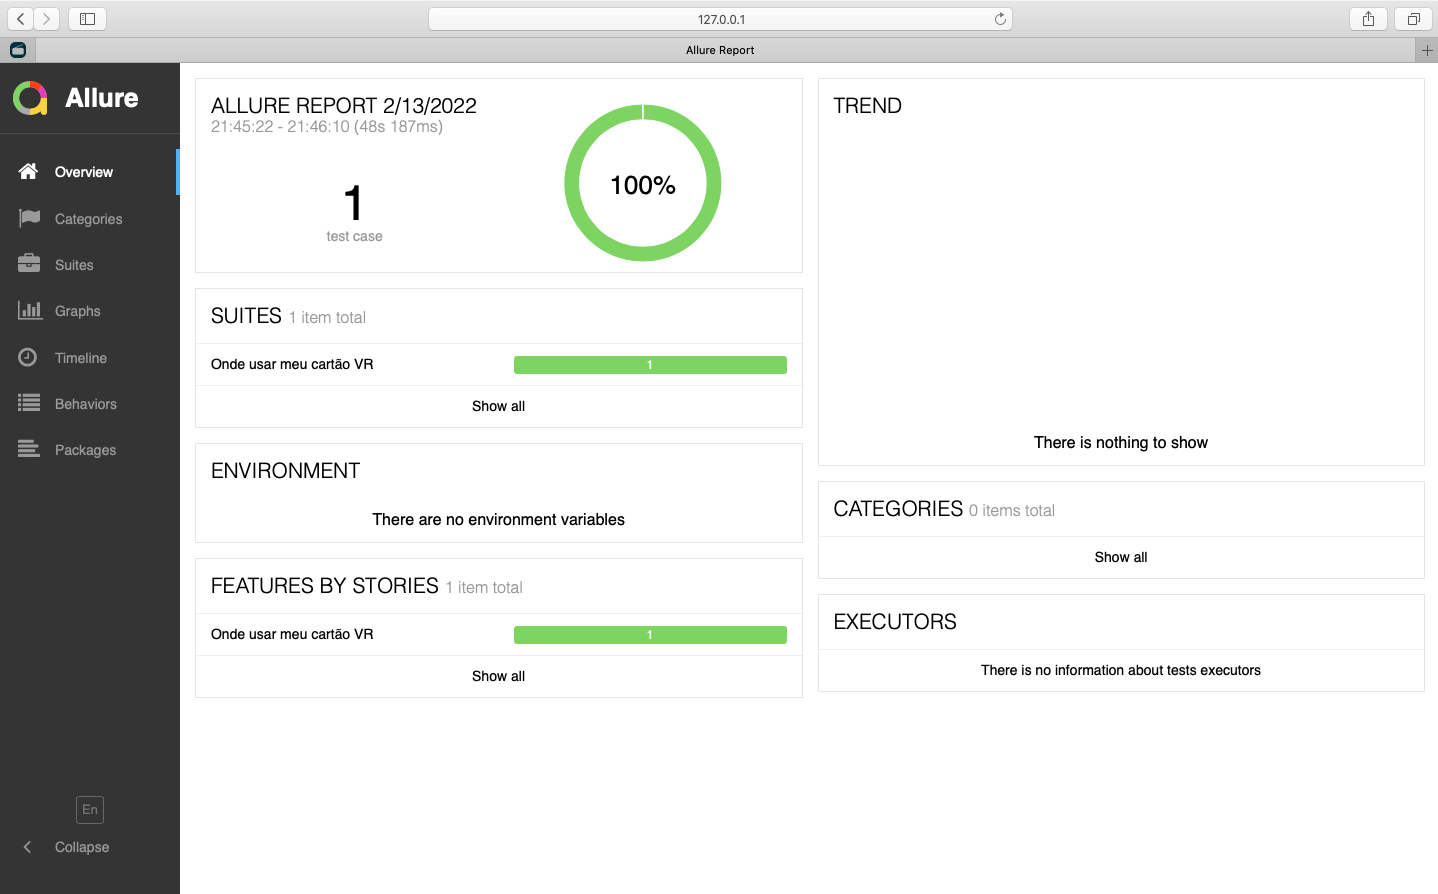 127.0.0.1
Allure Report
Allure
Overview
Categories
Suites
Graphs
Timeline
Behaviors
Packages
En
Collapse
ALLURE REPORT 2/13/2022
21:45:22 - 21:46:10 (48s 187ms)
1
test case
100%
SUITES 1 item total
Onde usar meu cartão VR 1
Show all
ENVIRONMENT
There are no environment variables
FEATURES BY STORIES 1 item total
Onde usar meu cartão VR 1
Show all
TREND
There is nothing to show
CATEGORIES 0 items total
Show all
EXECUTORS
There is no information about tests executors